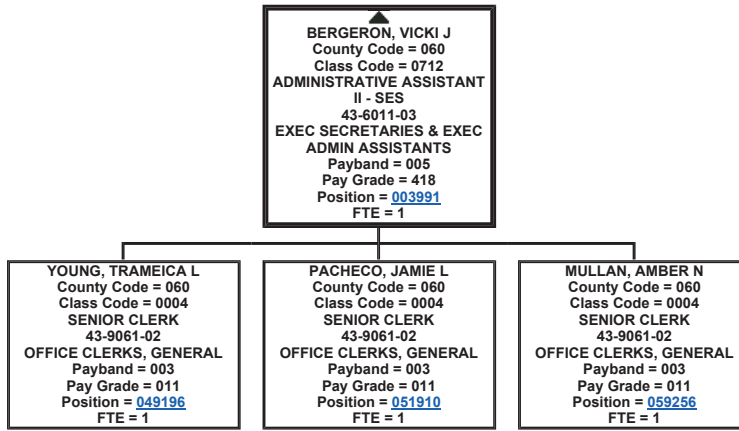 BERGERON, VICKI J
County Code = 060
Class Code = 0712
ADMINISTRATIVE ASSISTANT
II - SES
43-6011-03
EXEC SECRETARIES & EXEC
ADMIN ASSISTANTS
Payband = 005
Pay Grade = 418
Position = 003991
FTE = 1
YOUNG, TRAMEICA L
County Code = 060
Class Code = 0004
SENIOR CLERK
43-9061-02
OFFICE CLERKS, GENERAL
Payband = 003
Pay Grade = 011
Position = 049196
FTE = 1
PACHECO, JAMIE L
County Code = 060
Class Code = 0004
SENIOR CLERK
43-9061-02
OFFICE CLERKS, GENERAL
Payband = 003
Pay Grade = 011
Position = 051910
FTE = 1
MULLAN, AMBER N
County Code = 060
Class Code = 0004
SENIOR CLERK
43-9061-02
OFFICE CLERKS, GENERAL
Payband = 003
Pay Grade = 011
Position = 059256
FTE = 1